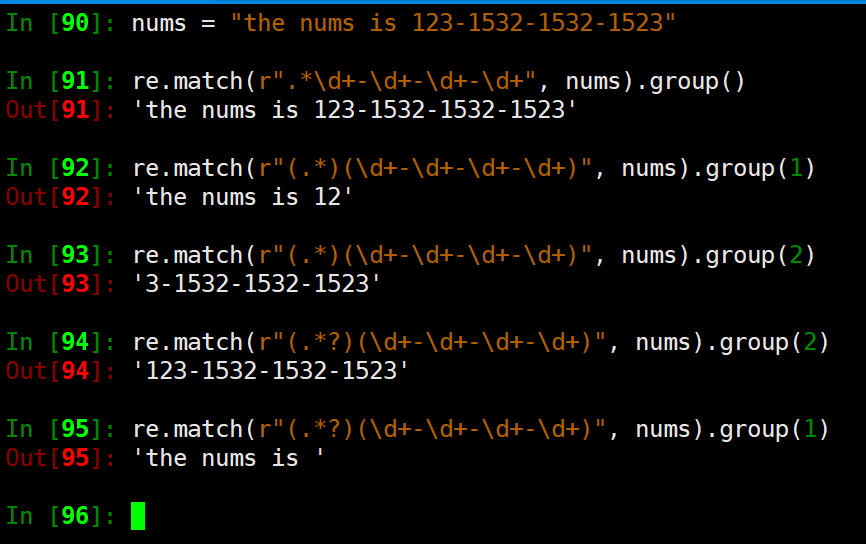 In [90]: nums = "the nums is 123-1532-1532-1523"
In [91]: re.match(r".*\d+-\d+-\d+-\d+", nums).group()
Out[91]: 'the nums is 123-1532-1532-1523'
In [92]: re.match(r"(.*)(\d+-\d+-\d+-\d+)", nums).group(1)
Out[92]: 'the nums is 12'
In [93]: re.match(r"(.*)(\d+-\d+-\d+-\d+)", nums).group(2)
Out[93]: '3-1532-1532-1523'
In [94]: re.match(r"(.*?)(\d+-\d+-\d+-\d+)", nums).group(2)
Out[94]: '123-1532-1532-1523'
In [95]: re.match(r"(.*?)(\d+-\d+-\d+-\d+)", nums).group(1)
Out[95]: 'the nums is '
In [96]: